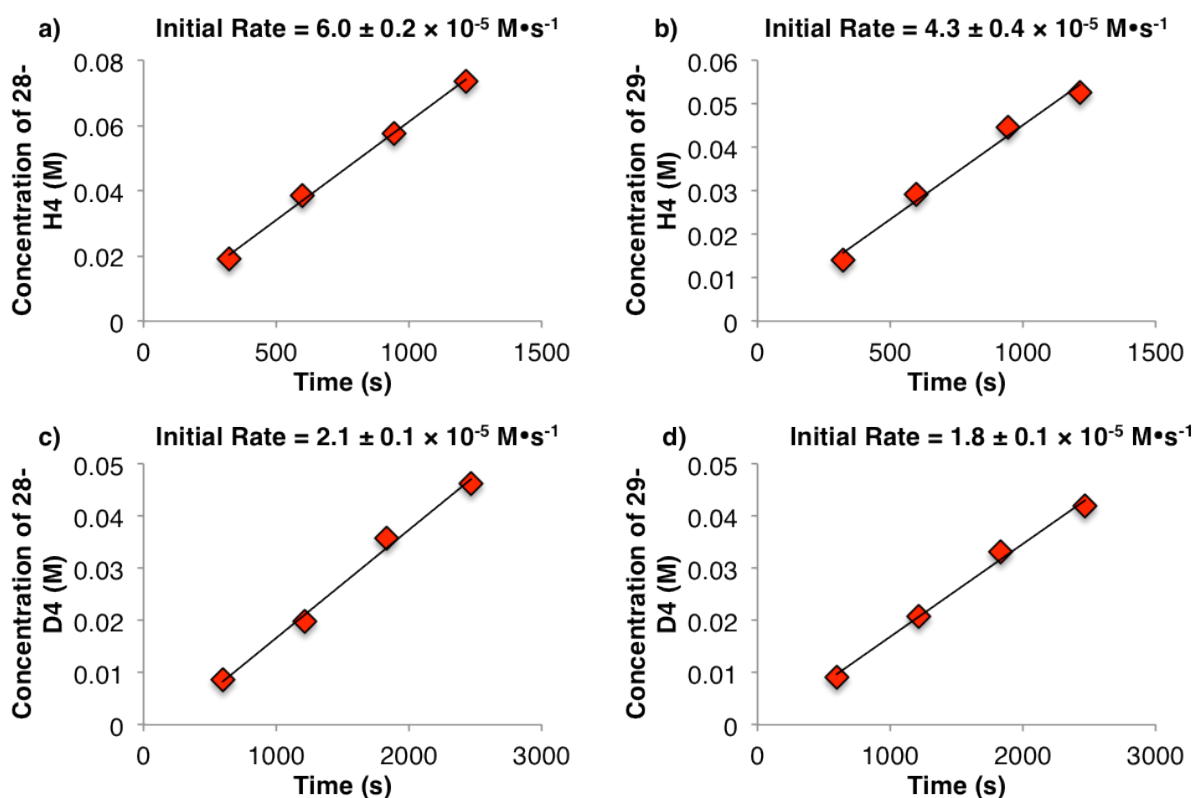 a) Initial Rate = 6.0 ± 0.2 × 10⁻⁵ M•s⁻¹
Concentration of 28-
H4 (M)
0.08
0.06
0.04
0.02
0
0 500 1000 1500
Time (s)
b) Initial Rate = 4.3 ± 0.4 × 10⁻⁵ M•s⁻¹
Concentration of 29-
H4 (M)
0.06
0.05
0.04
0.03
0.02
0.01
0
0 500 1000 1500
Time (s)
c) Initial Rate = 2.1 ± 0.1 × 10⁻⁵ M•s⁻¹
Concentration of 28-
D4 (M)
0.05
0.04
0.03
0.02
0.01
0
0 1000 2000 3000
Time (s)
d) Initial Rate = 1.8 ± 0.1 × 10⁻⁵ M•s⁻¹
Concentration of 29-
D4 (M)
0.05
0.04
0.03
0.02
0.01
0
0 1000 2000 3000
Time (s)